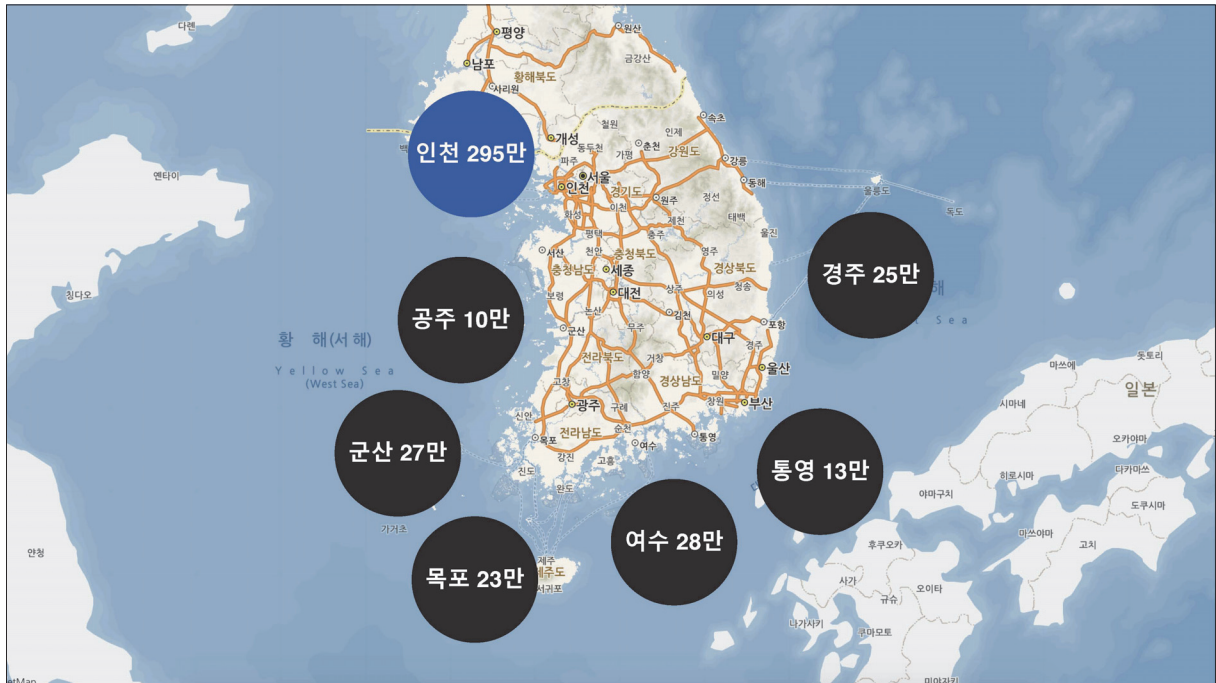 다롄
평양
원산
남포
금강산
황해북도
사리원
인천 295만
개성
철원
인제
속초
동두천
춘천
파주
가평
강원도
강릉
옌타이
서울
인천
경기도
원주
동해
울릉도
독도
정선
화성
이천
제천
태백
평택
충주
울진
서산
천안
충청북도
영주
경주 25만
충청남도
세종
경상북도
공주 10만
칭다오
보령
대전
상주
의성
청송
해
논산
김천
포항
황 해(서해)
군산
무주
대구
경주
Yellow Sea
(West Sea)
전라북도
거창
울산
마쓰에
돗토리
고창
함양
경상남도
밀양
일본
군산 27만
신안
광주
구례
진주
창원
부산
시마네
목포
전라남도
순천
여수
통영
오카야마
진도
강진
고흥
통영 13만
히로시마
다카마쓰
완도
야마구치
도쿠시마
가거초
여수 28만
마쓰야마
고치
얀청
제주
후쿠오카
목포 23만
제주도
서귀포
사가
오이타
규슈
나가사키
쿠마모토
미야자키